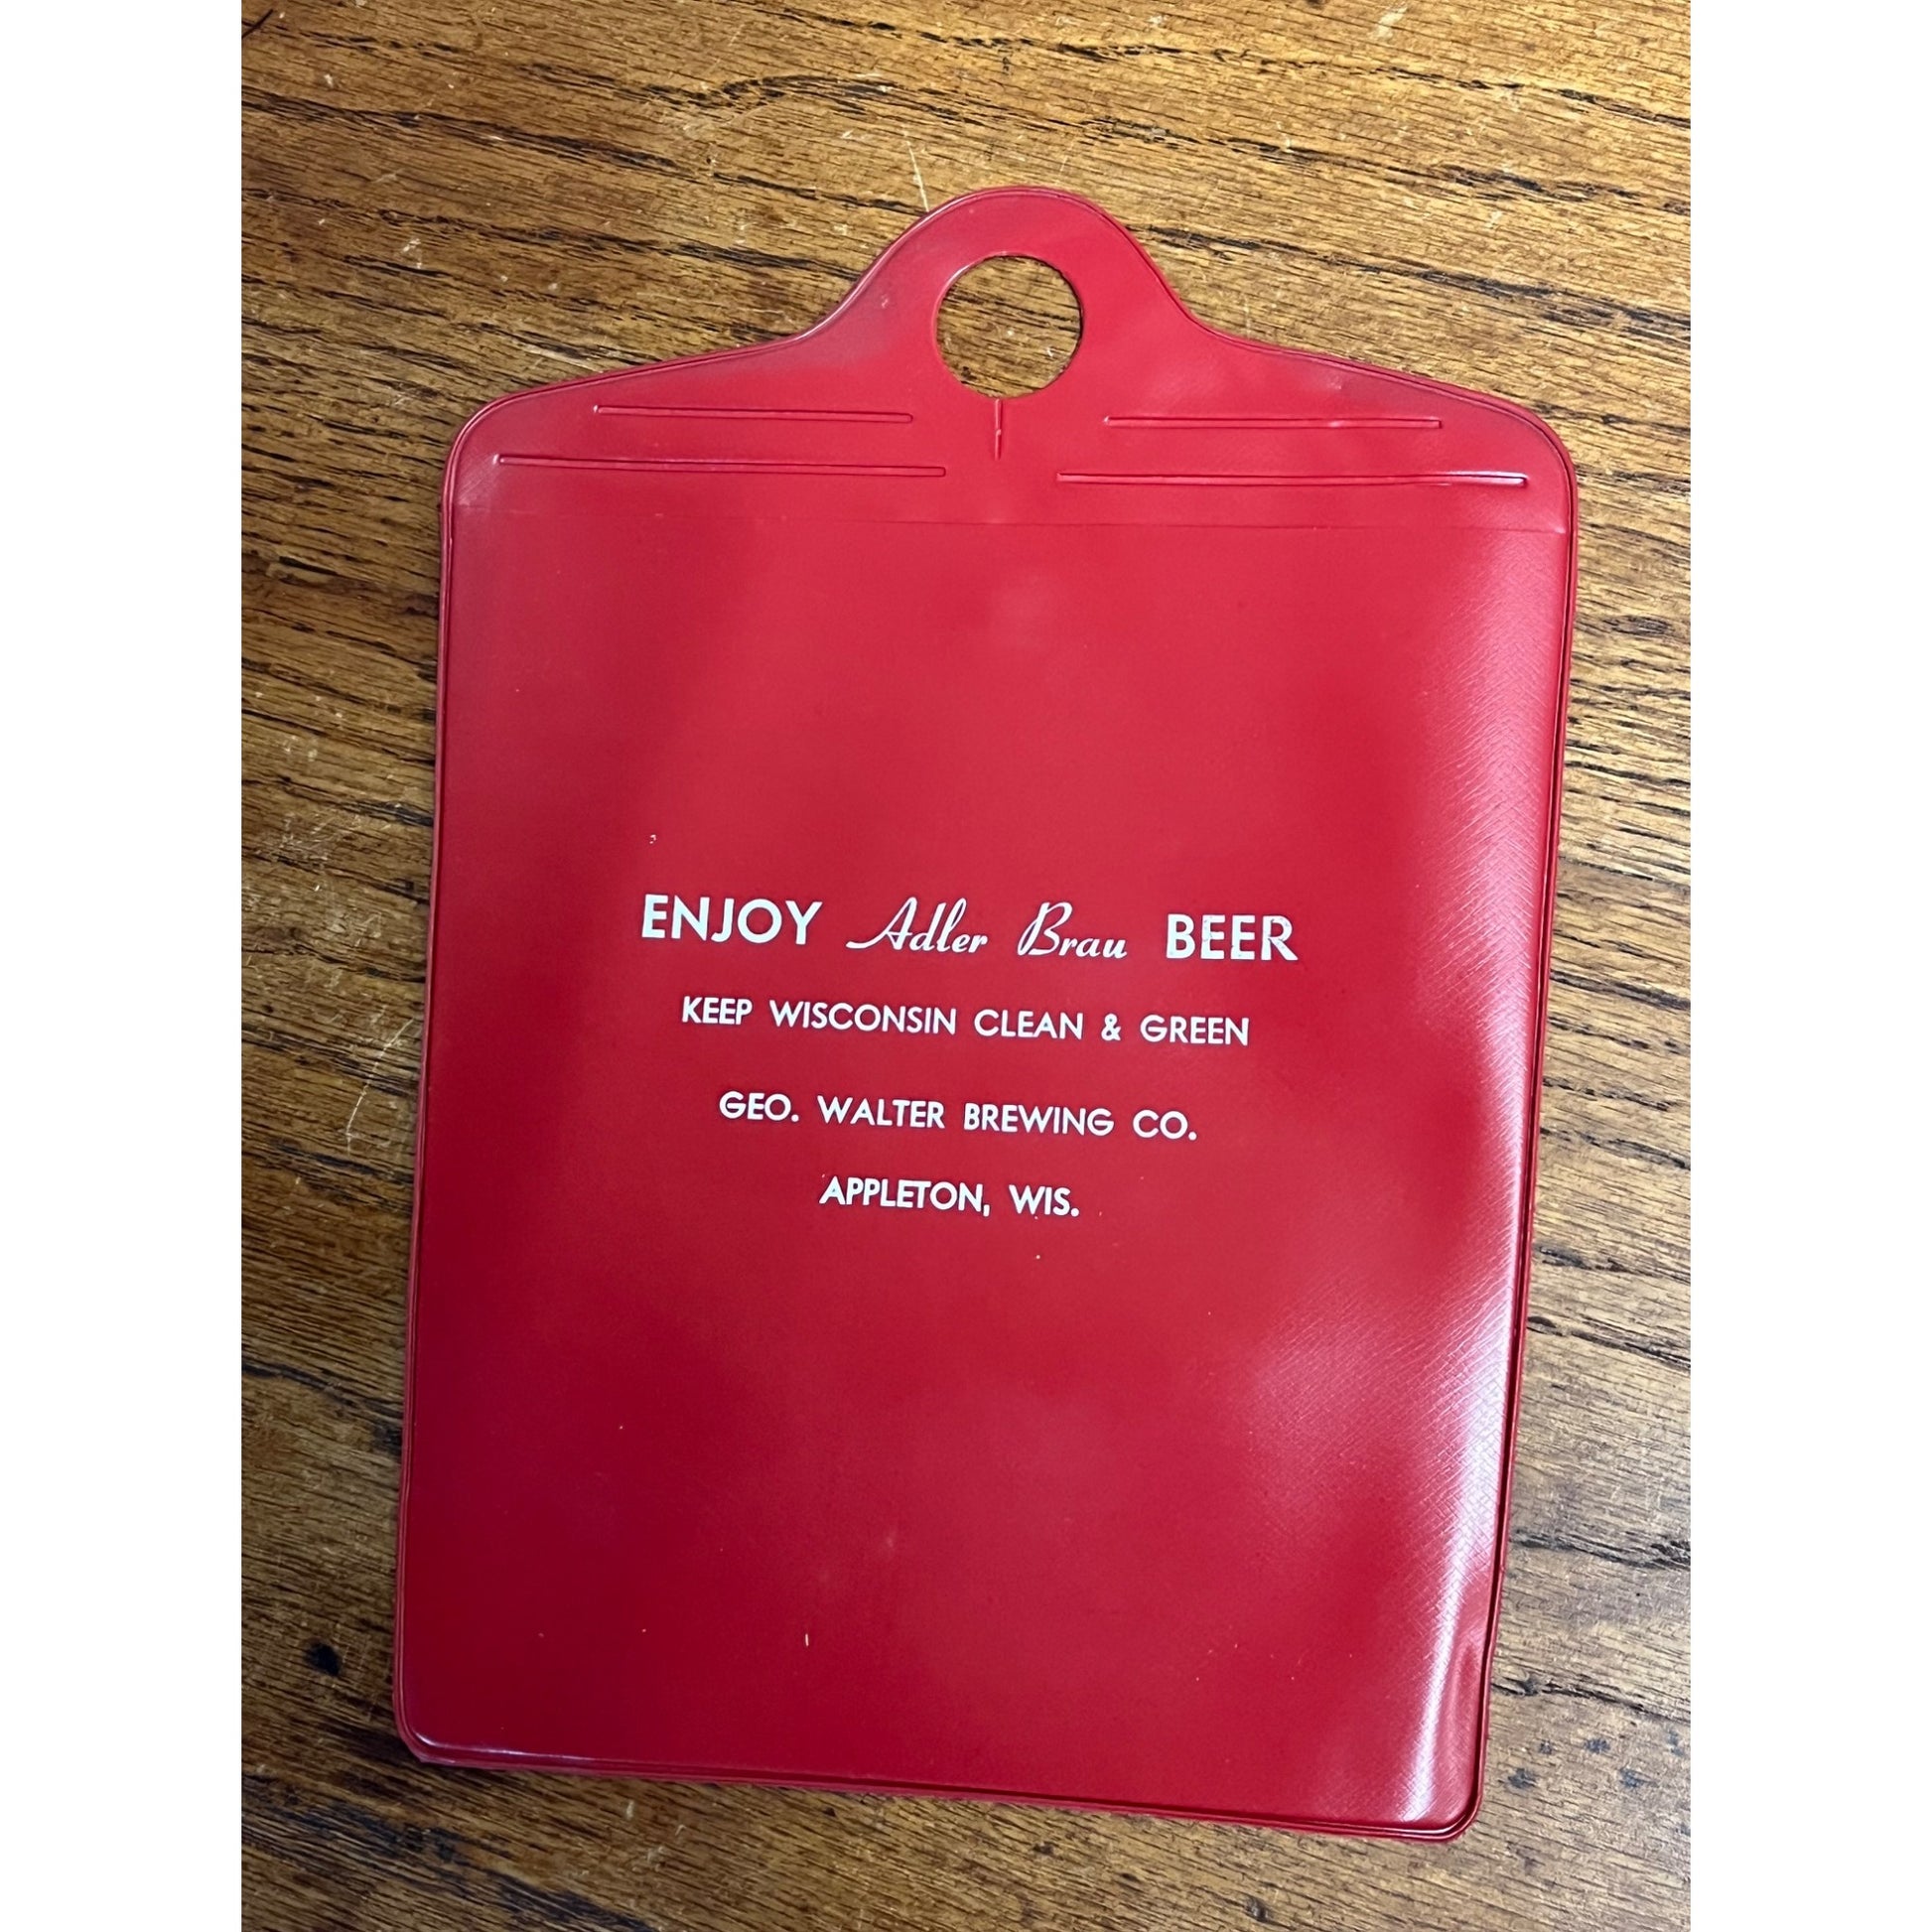 ENJOY Adler Brau BEER
KEEP WISCONSIN CLEAN & GREEN
GEO. WALTER BREWING CO.
APPLETON, WIS.